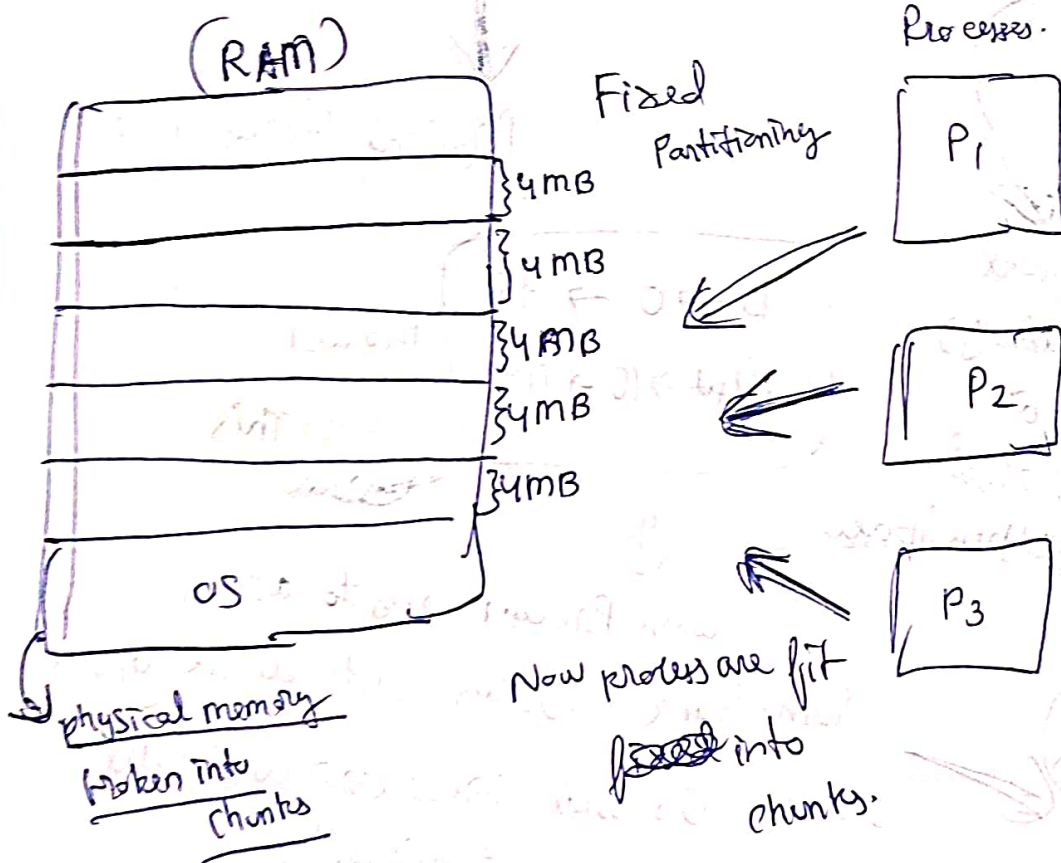 (RAM)
4MB
4MB
4MB
4MB
4MB
OS
physical memory
broken into
chunks
Fixed
Partitioning
Processes.
P1
P2
P3
Now process are fit
into
chunks.